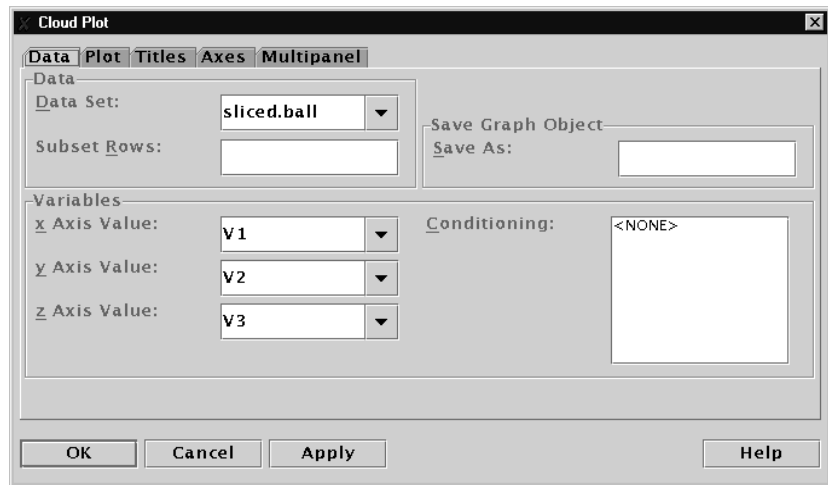 Cloud Plot
Data Plot Titles Axes Multipanel
Data
Data Set:
sliced.ball
Subset Rows:
Save Graph Object
Save As:
Variables
x Axis Value:
V1
y Axis Value:
V2
z Axis Value:
V3
Conditioning:
<NONE>
OK Cancel Apply Help